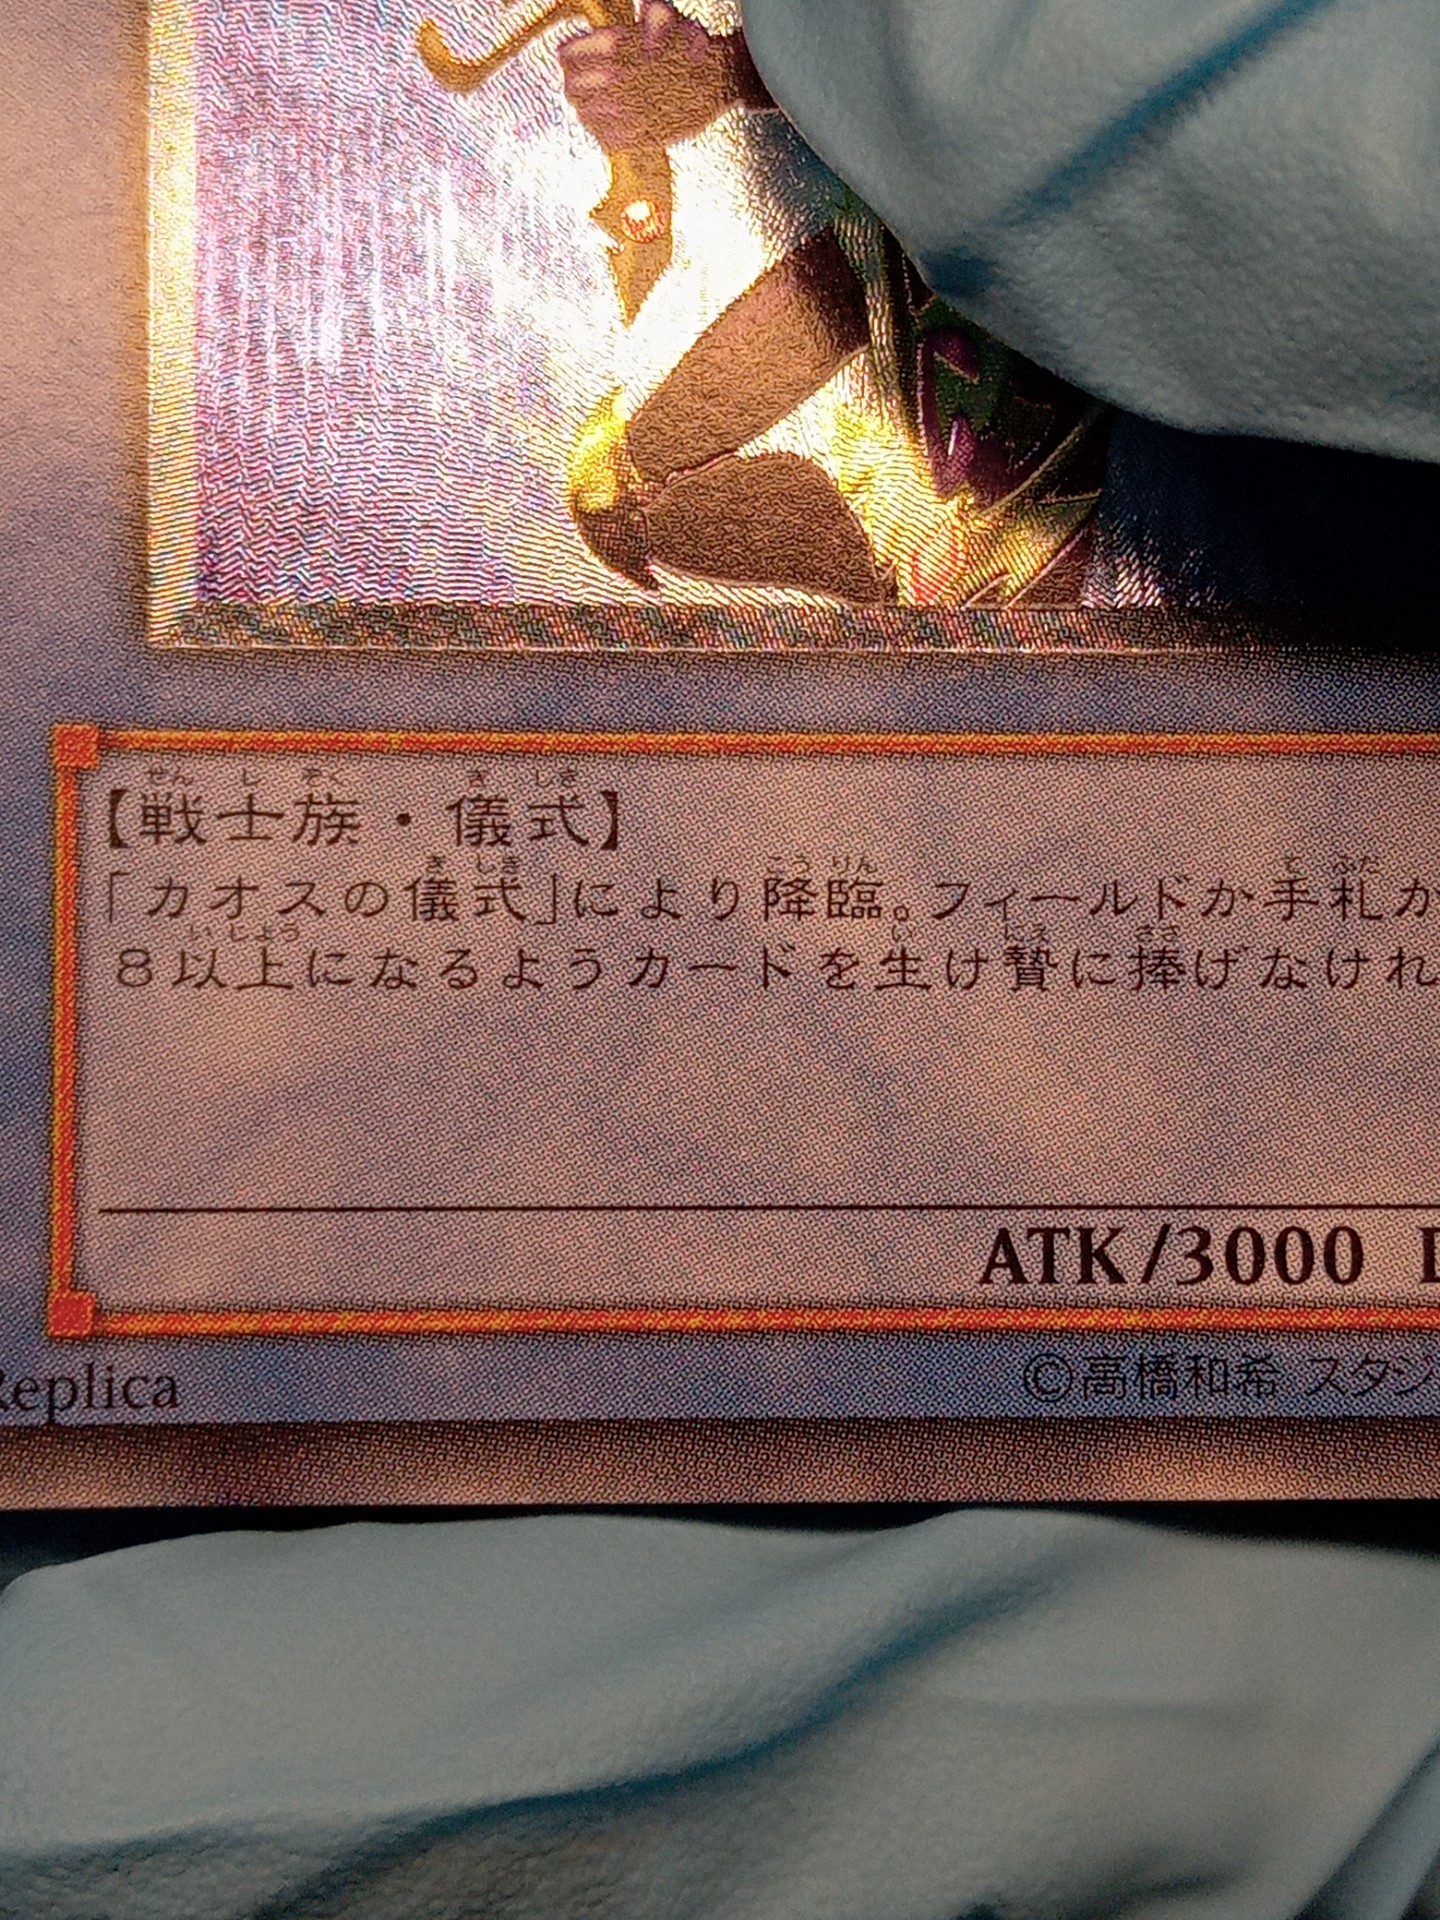 【戦士族・儀式】
「カオスの儀式」により降臨。フィールドか手札か
8以上になるようカードを生け贄に捧げなけれ
ATK/3000 D
Replica
©高橋和希 スタジ